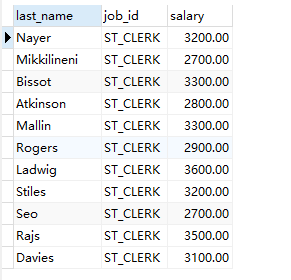 last_name job_id salary
Nayer ST_CLERK 3200.00
Mikkilineni ST_CLERK 2700.00
Bissot ST_CLERK 3300.00
Atkinson ST_CLERK 2800.00
Mallin ST_CLERK 3300.00
Rogers ST_CLERK 2900.00
Ladwig ST_CLERK 3600.00
Stiles ST_CLERK 3200.00
Seo ST_CLERK 2700.00
Rajs ST_CLERK 3500.00
Davies ST_CLERK 3100.00